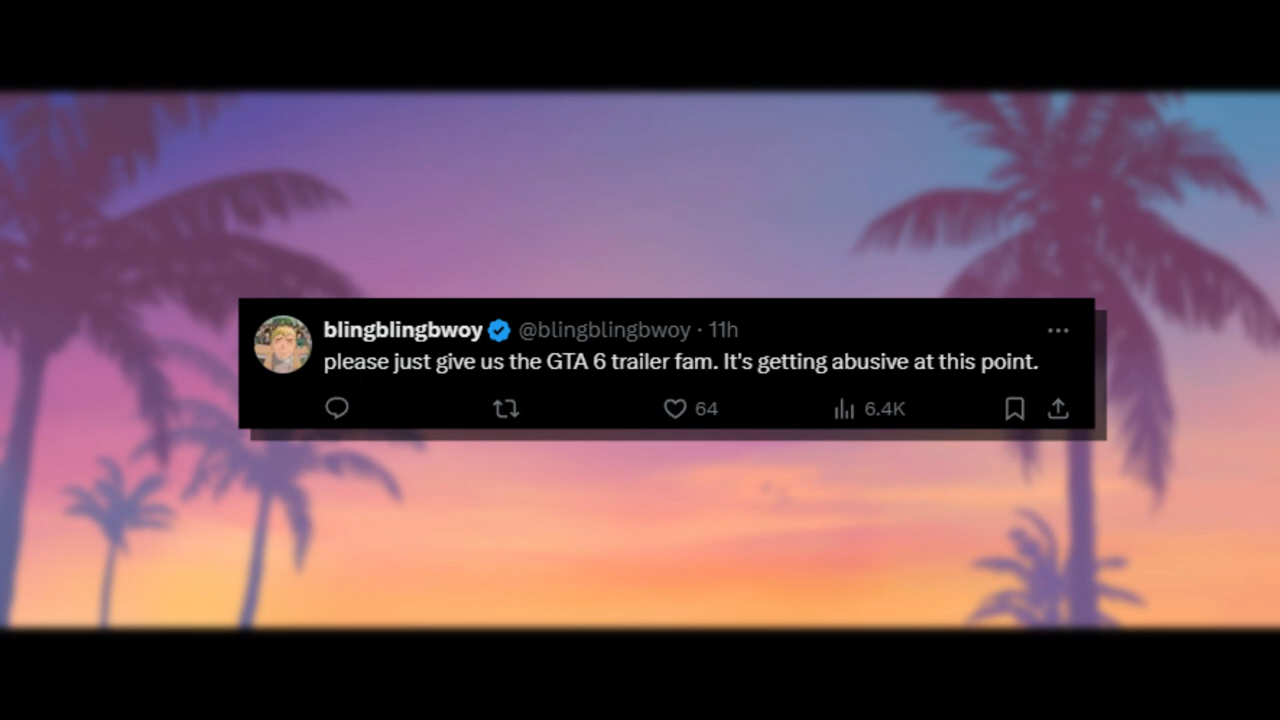 blingblingbwoy @blingblingbwoy · 11h
please just give us the GTA 6 trailer fam. It's getting abusive at this point.
64 6.4K